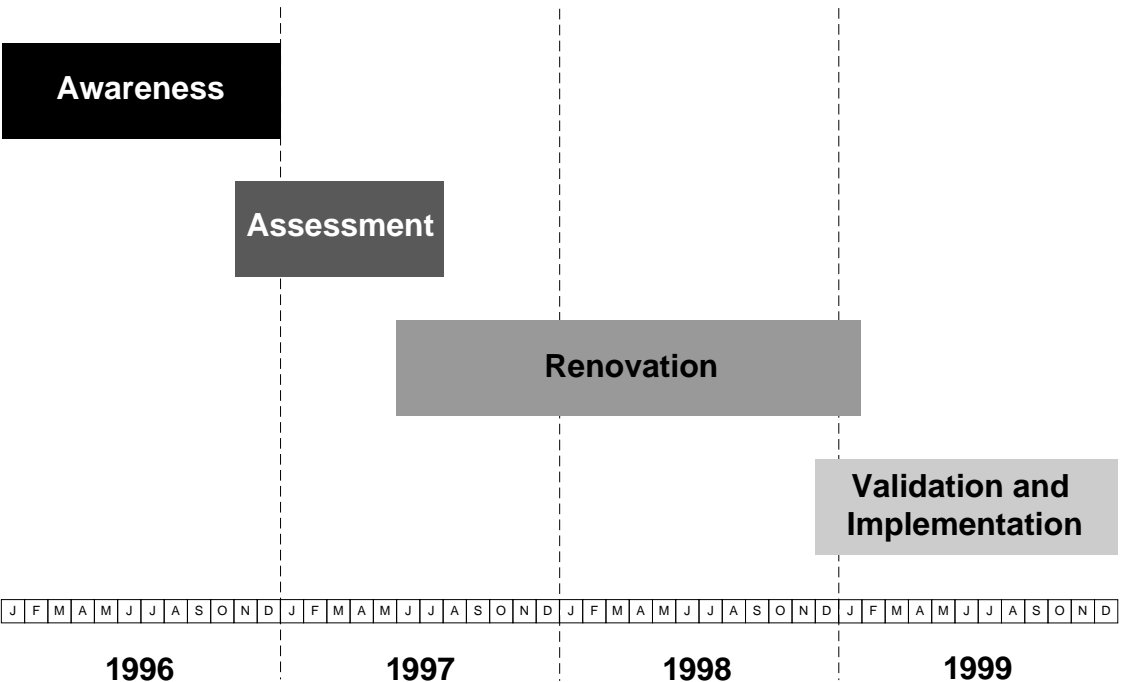 Awareness
Assessment
Renovation
Validation and
Implementation
J F M A M J J A S O N D J F M A M J J A S O N D J F M A M J J A S O N D J F M A M J J A S O N D
1996 1997 1998 1999